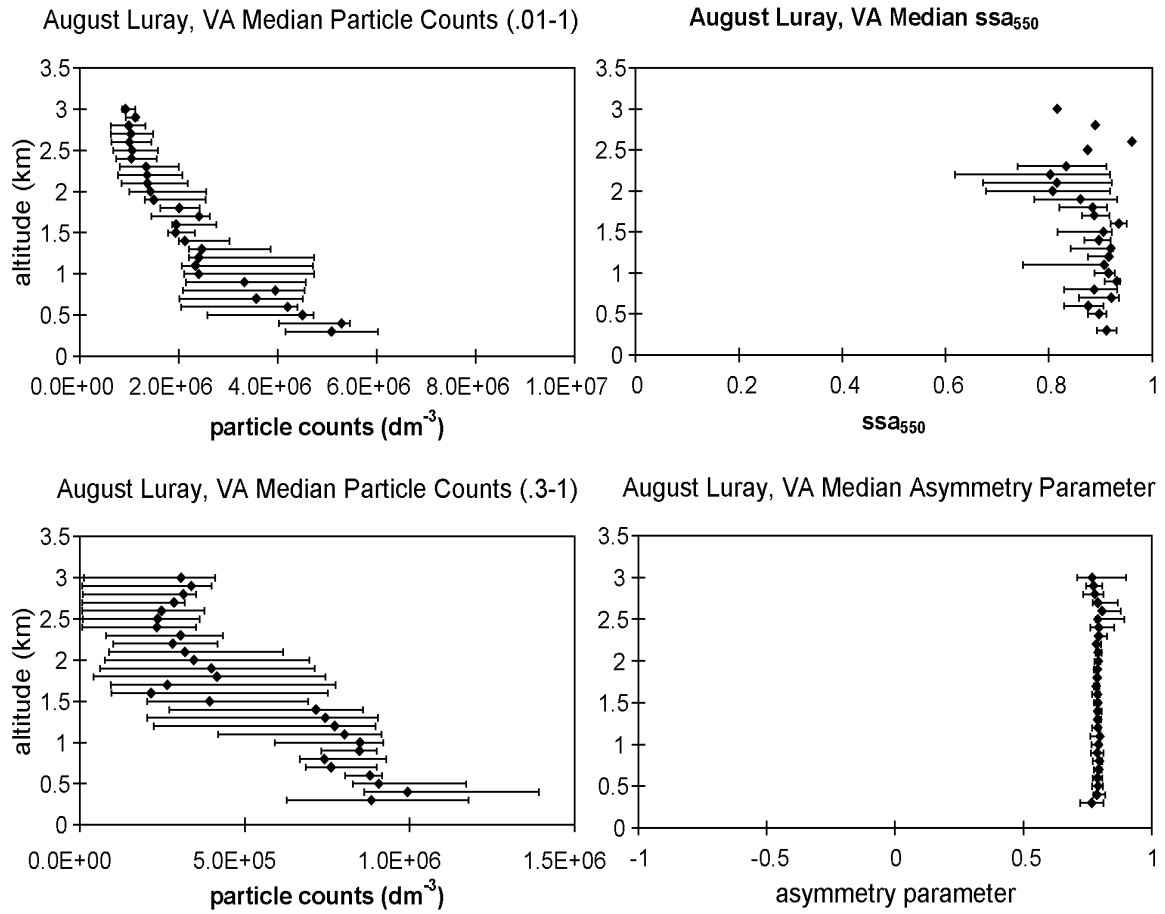 August Luray, VA Median Particle Counts (.01-1)
3.5
3
2.5
2
1.5
1
0.5
0
altitude (km)
0.0E+00 2.0E+06 4.0E+06 6.0E+06 8.0E+06 1.0E+07
particle counts (dm⁻³)
August Luray, VA Median ssa₅₅₀
3.5
3
2.5
2
1.5
1
0.5
0
0 0.2 0.4 0.6 0.8 1
ssa₅₅₀
August Luray, VA Median Particle Counts (.3-1)
3.5
3
2.5
2
1.5
1
0.5
0
altitude (km)
0.0E+00 5.0E+05 1.0E+06 1.5E+06
particle counts (dm⁻³)
August Luray, VA Median Asymmetry Parameter
3.5
3
2.5
2
1.5
1
0.5
0
-1 -0.5 0 0.5 1
asymmetry parameter